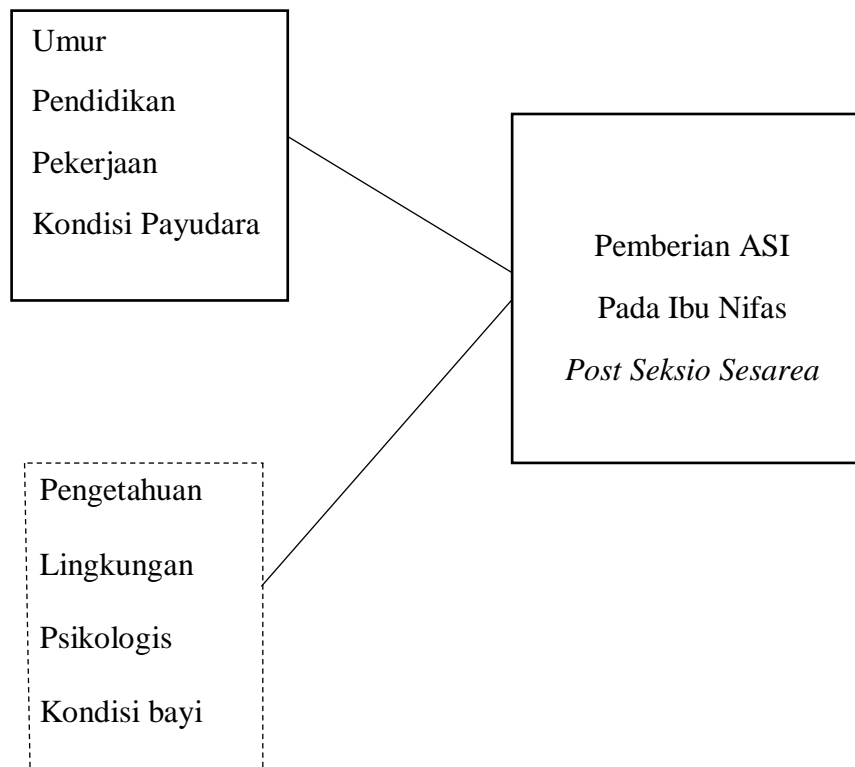 Umur
Pendidikan
Pekerjaan
Kondisi Payudara
Pemberian ASI
Pada Ibu Nifas
Post Seksio Sesarea
Pengetahuan
Lingkungan
Psikologis
Kondisi bayi